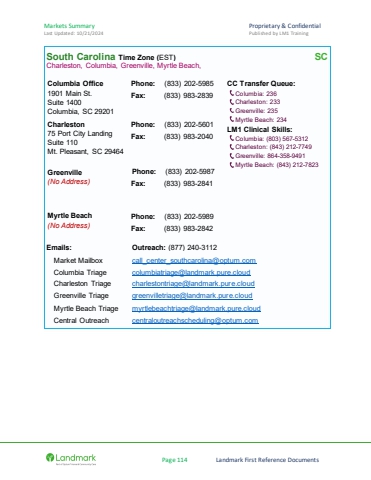 Markets Summary Proprietary & Confidential
Last Updated: 10/21/2024 Published by LM1 Training
South Carolina Time Zone (EST) SC
Charleston, Columbia, Greenville, Myrtle Beach,
Columbia Office Phone: (833) 202-5985 CC Transfer Queue:
1901 Main St. Fax: (833) 983-2839 Columbia: 236
Suite 1400 Charleston: 233
Columbia, SC 29201 Greenville: 235
Myrtle Beach: 234
Charleston Phone: (833) 202-5601 LM1 Clinical Skills:
75 Port City Landing Fax: (833) 983-2040 Columbia: (803) 567-5312
Suite 110 Charleston: (843) 212-7749
Mt. Pleasant, SC 29464 Greenville: 864-358-9491
Myrtle Beach: (843) 212-7823
Greenville Phone: (833) 202-5987
(No Address) Fax: (833) 983-2841
Myrtle Beach Phone: (833) 202-5989
(No Address) Fax: (833) 983-2842
Emails: Outreach: (877) 240-3112
Market Mailbox call_center_southcarolina@optum.com
Columbia Triage columbiatriage@landmark.pure.cloud
Charleston Triage charlestontriage@landmark.pure.cloud
Greenville Triage greenvilletriage@landmark.pure.cloud
Myrtle Beach Triage myrtlebeachtriage@landmark.pure.cloud
Central Outreach centraloutreachscheduling@optum.com
Landmark Page 114 Landmark First Reference Documents